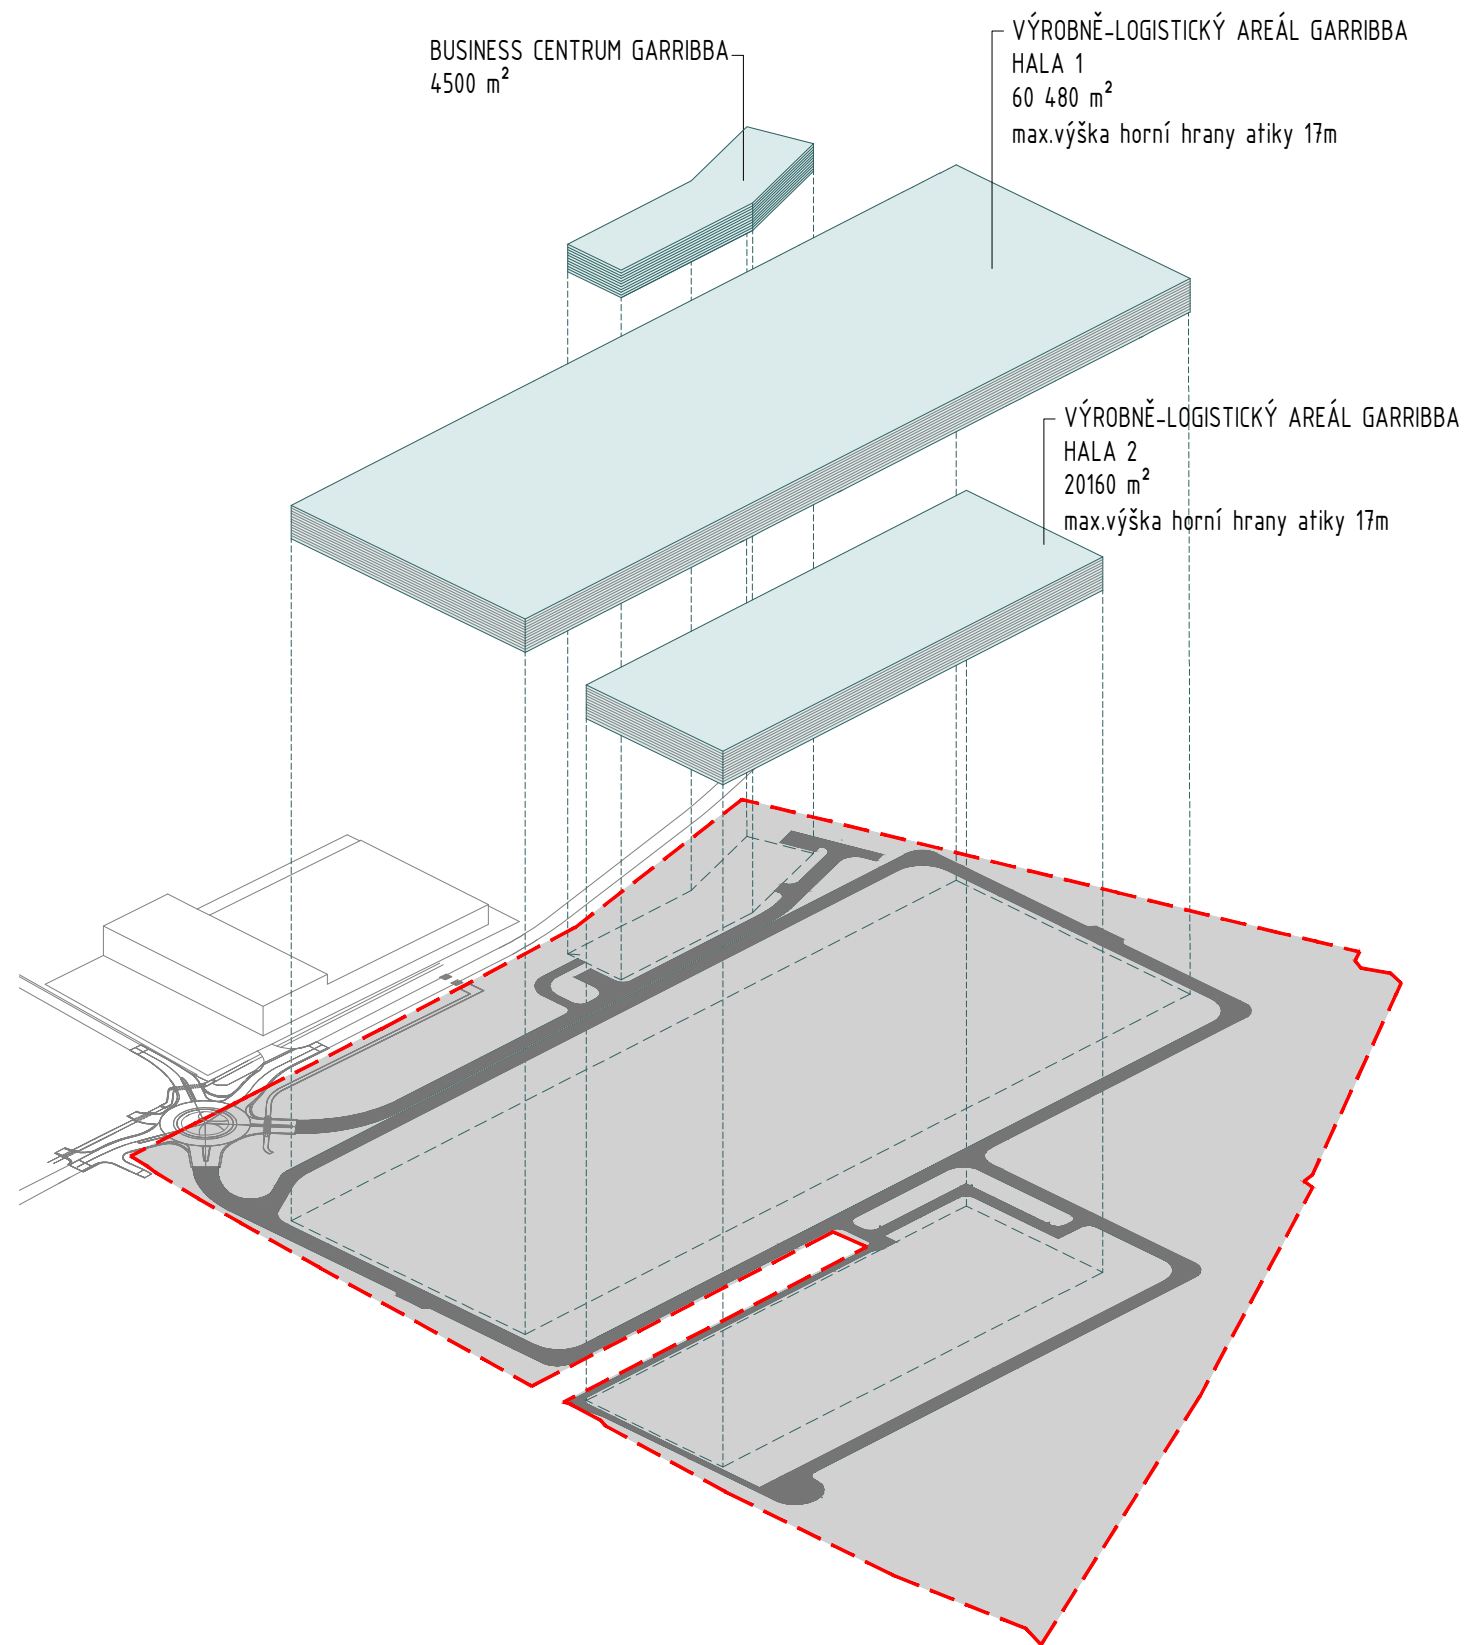 BUSINESS CENTRUM GARRIBBA
4500 m²
VÝROBNĚ-LOGISTICKÝ AREÁL GARRIBBA
HALA 1
60 480 m²
max.výška horní hrany atiky 17m
VÝROBNĚ-LOGISTICKÝ AREÁL GARRIBBA
HALA 2
20160 m²
max.výška horní hrany atiky 17m